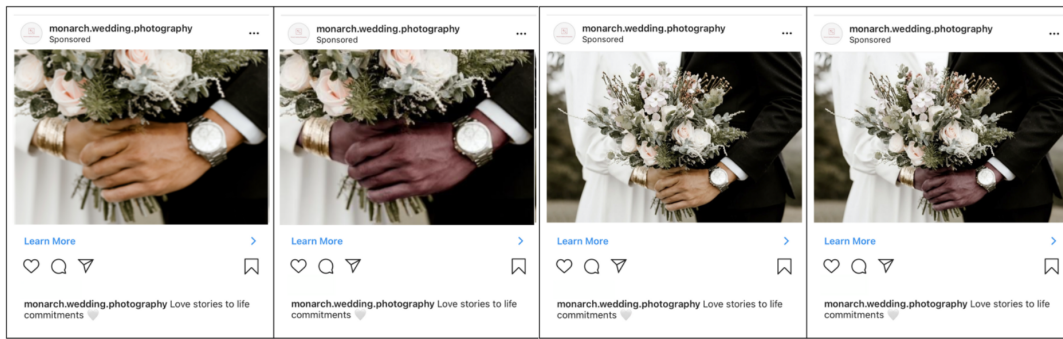 monarch.wedding.photography
Sponsored
Learn More
monarch.wedding.photography Love stories to life
commitments 🤍
monarch.wedding.photography
Sponsored
Learn More
monarch.wedding.photography Love stories to life
commitments 🤍
monarch.wedding.photography
Sponsored
Learn More
monarch.wedding.photography Love stories to life
commitments 🤍
monarch.wedding.photography
Sponsored
Learn More
monarch.wedding.photography Love stories to life
commitments 🤍